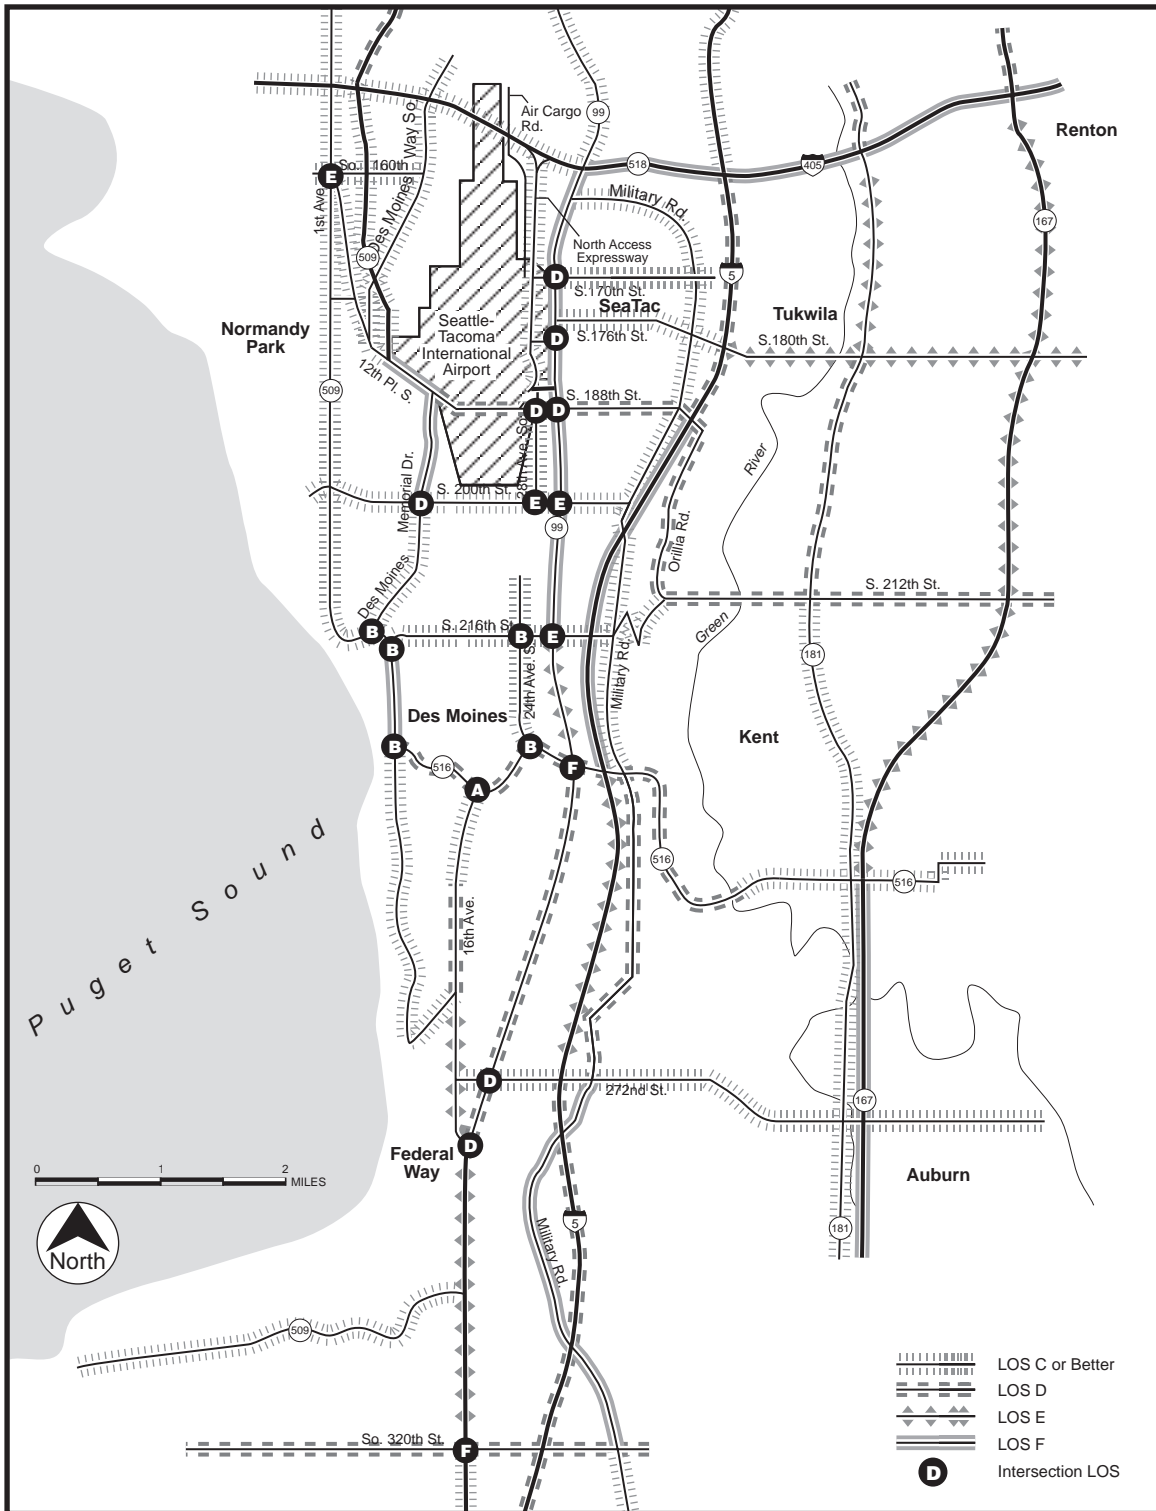 99
Air Cargo
Rd.
Renton
So. 160th
E
518
405
1st Ave.
Des Moines Way So.
Military Rd.
167
509
North Access
Expressway
D
S.170th St.
5
SeaTac
Tukwila
Normandy
Park
Seattle-
Tacoma
International
Airport
D
S.176th St.
S.180th St.
12th Pl. S.
509
S. 188th St.
D
D
28th Ave. So.
River
Memorial Dr.
S. 200th St.
D
E
E
99
Orillia Rd.
Des Moines
S. 212th St.
Green
B
S. 216th St.
B
E
B
181
24th Ave. S.
Military Rd.
Des Moines
Kent
B
B
516
F
A
Puget Sound
516
516
16th Ave.
D
272nd St.
167
D
Federal
Way
Auburn
0 1 2
MILES
North
5
181
Military Rd.
509
So. 320th St.
F
LOS C or Better
LOS D
LOS E
LOS F
D Intersection LOS